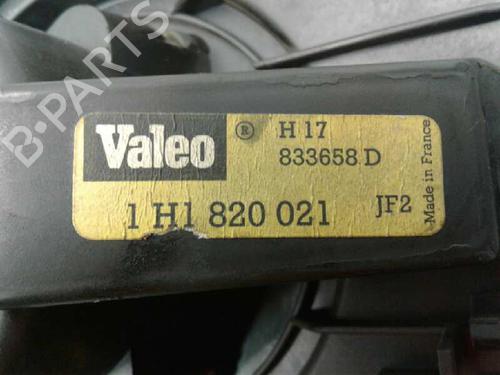 B-PARTS
Valeo ® H 17
833658 D
1 H1 820 021 JF2
Made in France